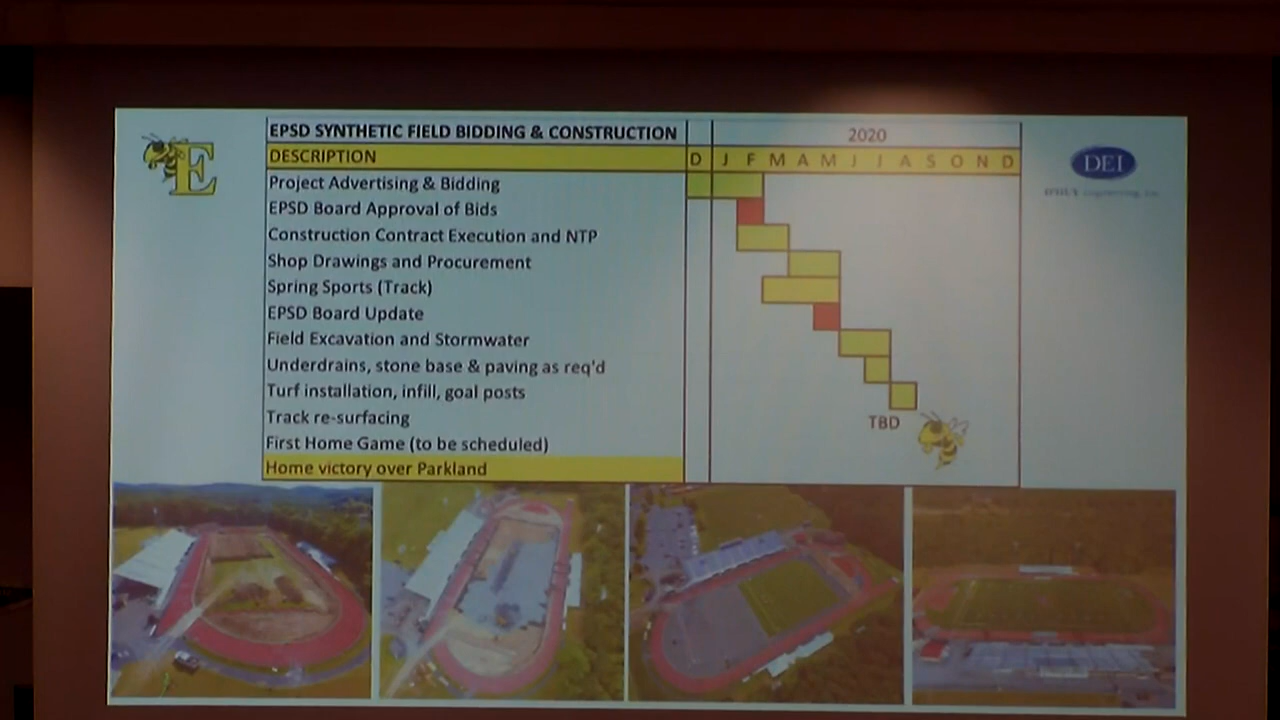 EPSD SYNTHETIC FIELD BIDDING & CONSTRUCTION 2020
DESCRIPTION D J F M A M J J A S O N D
Project Advertising & Bidding
EPSD Board Approval of Bids
Construction Contract Execution and NTP
Shop Drawings and Procurement
Spring Sports (Track)
EPSD Board Update
Field Excavation and Stormwater
Underdrains, stone base & paving as req'd
Turf installation, infill, goal posts
Track re-surfacing TBD
First Home Game (to be scheduled)
Home victory over Parkland
E
DEI